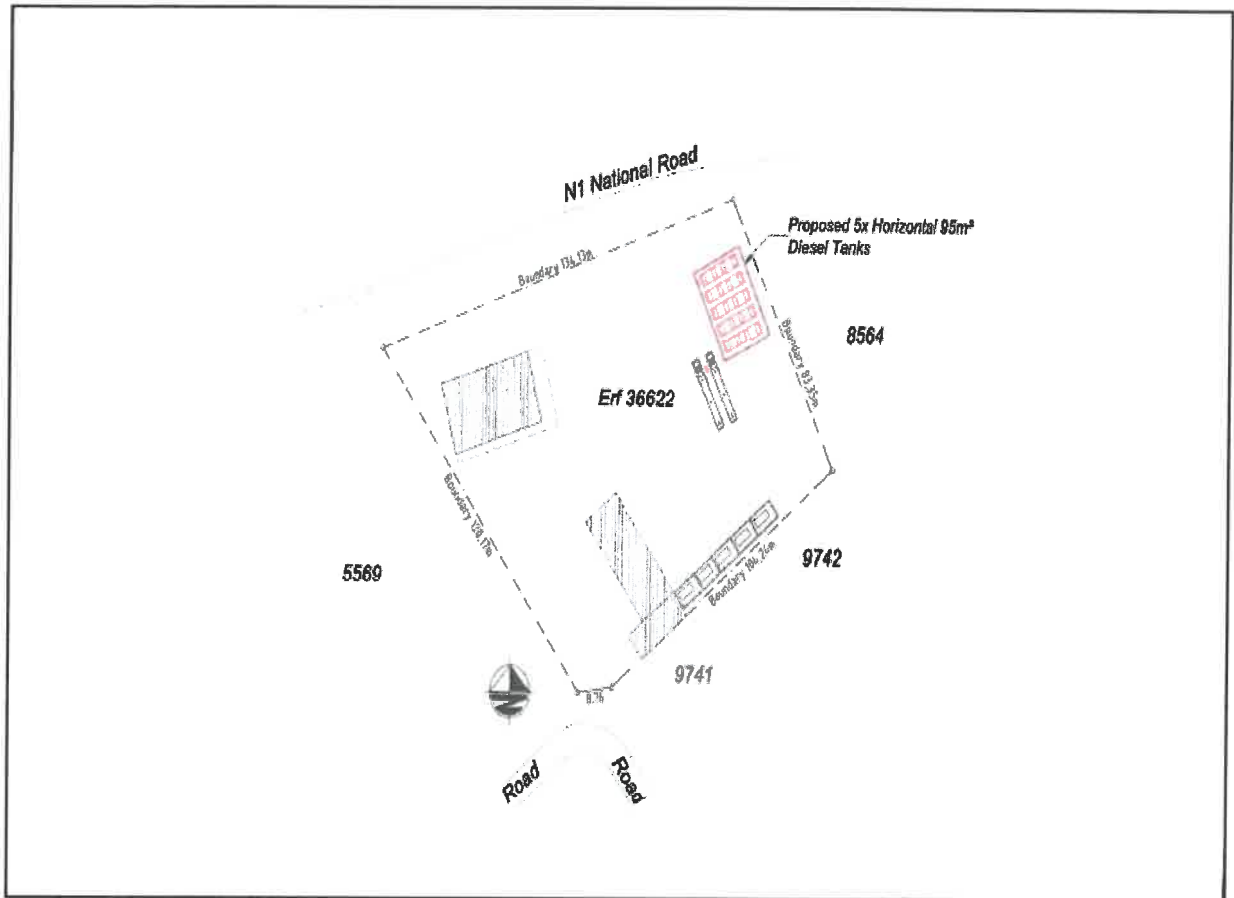 N1 National Road
Proposed 5x Horizontal 95m³
Diesel Tanks
8564
Erf 36622
9742
5569
9741
Road
Road